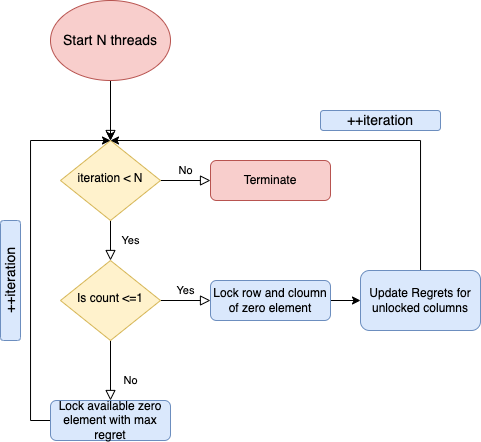 Start N threads
++iteration
iteration < N
No
Terminate
Yes
++iteration
Is count <=1
Yes
Lock row and cloumn
of zero element
Update Regrets for
unlocked columns
No
Lock available zero
element with max
regret